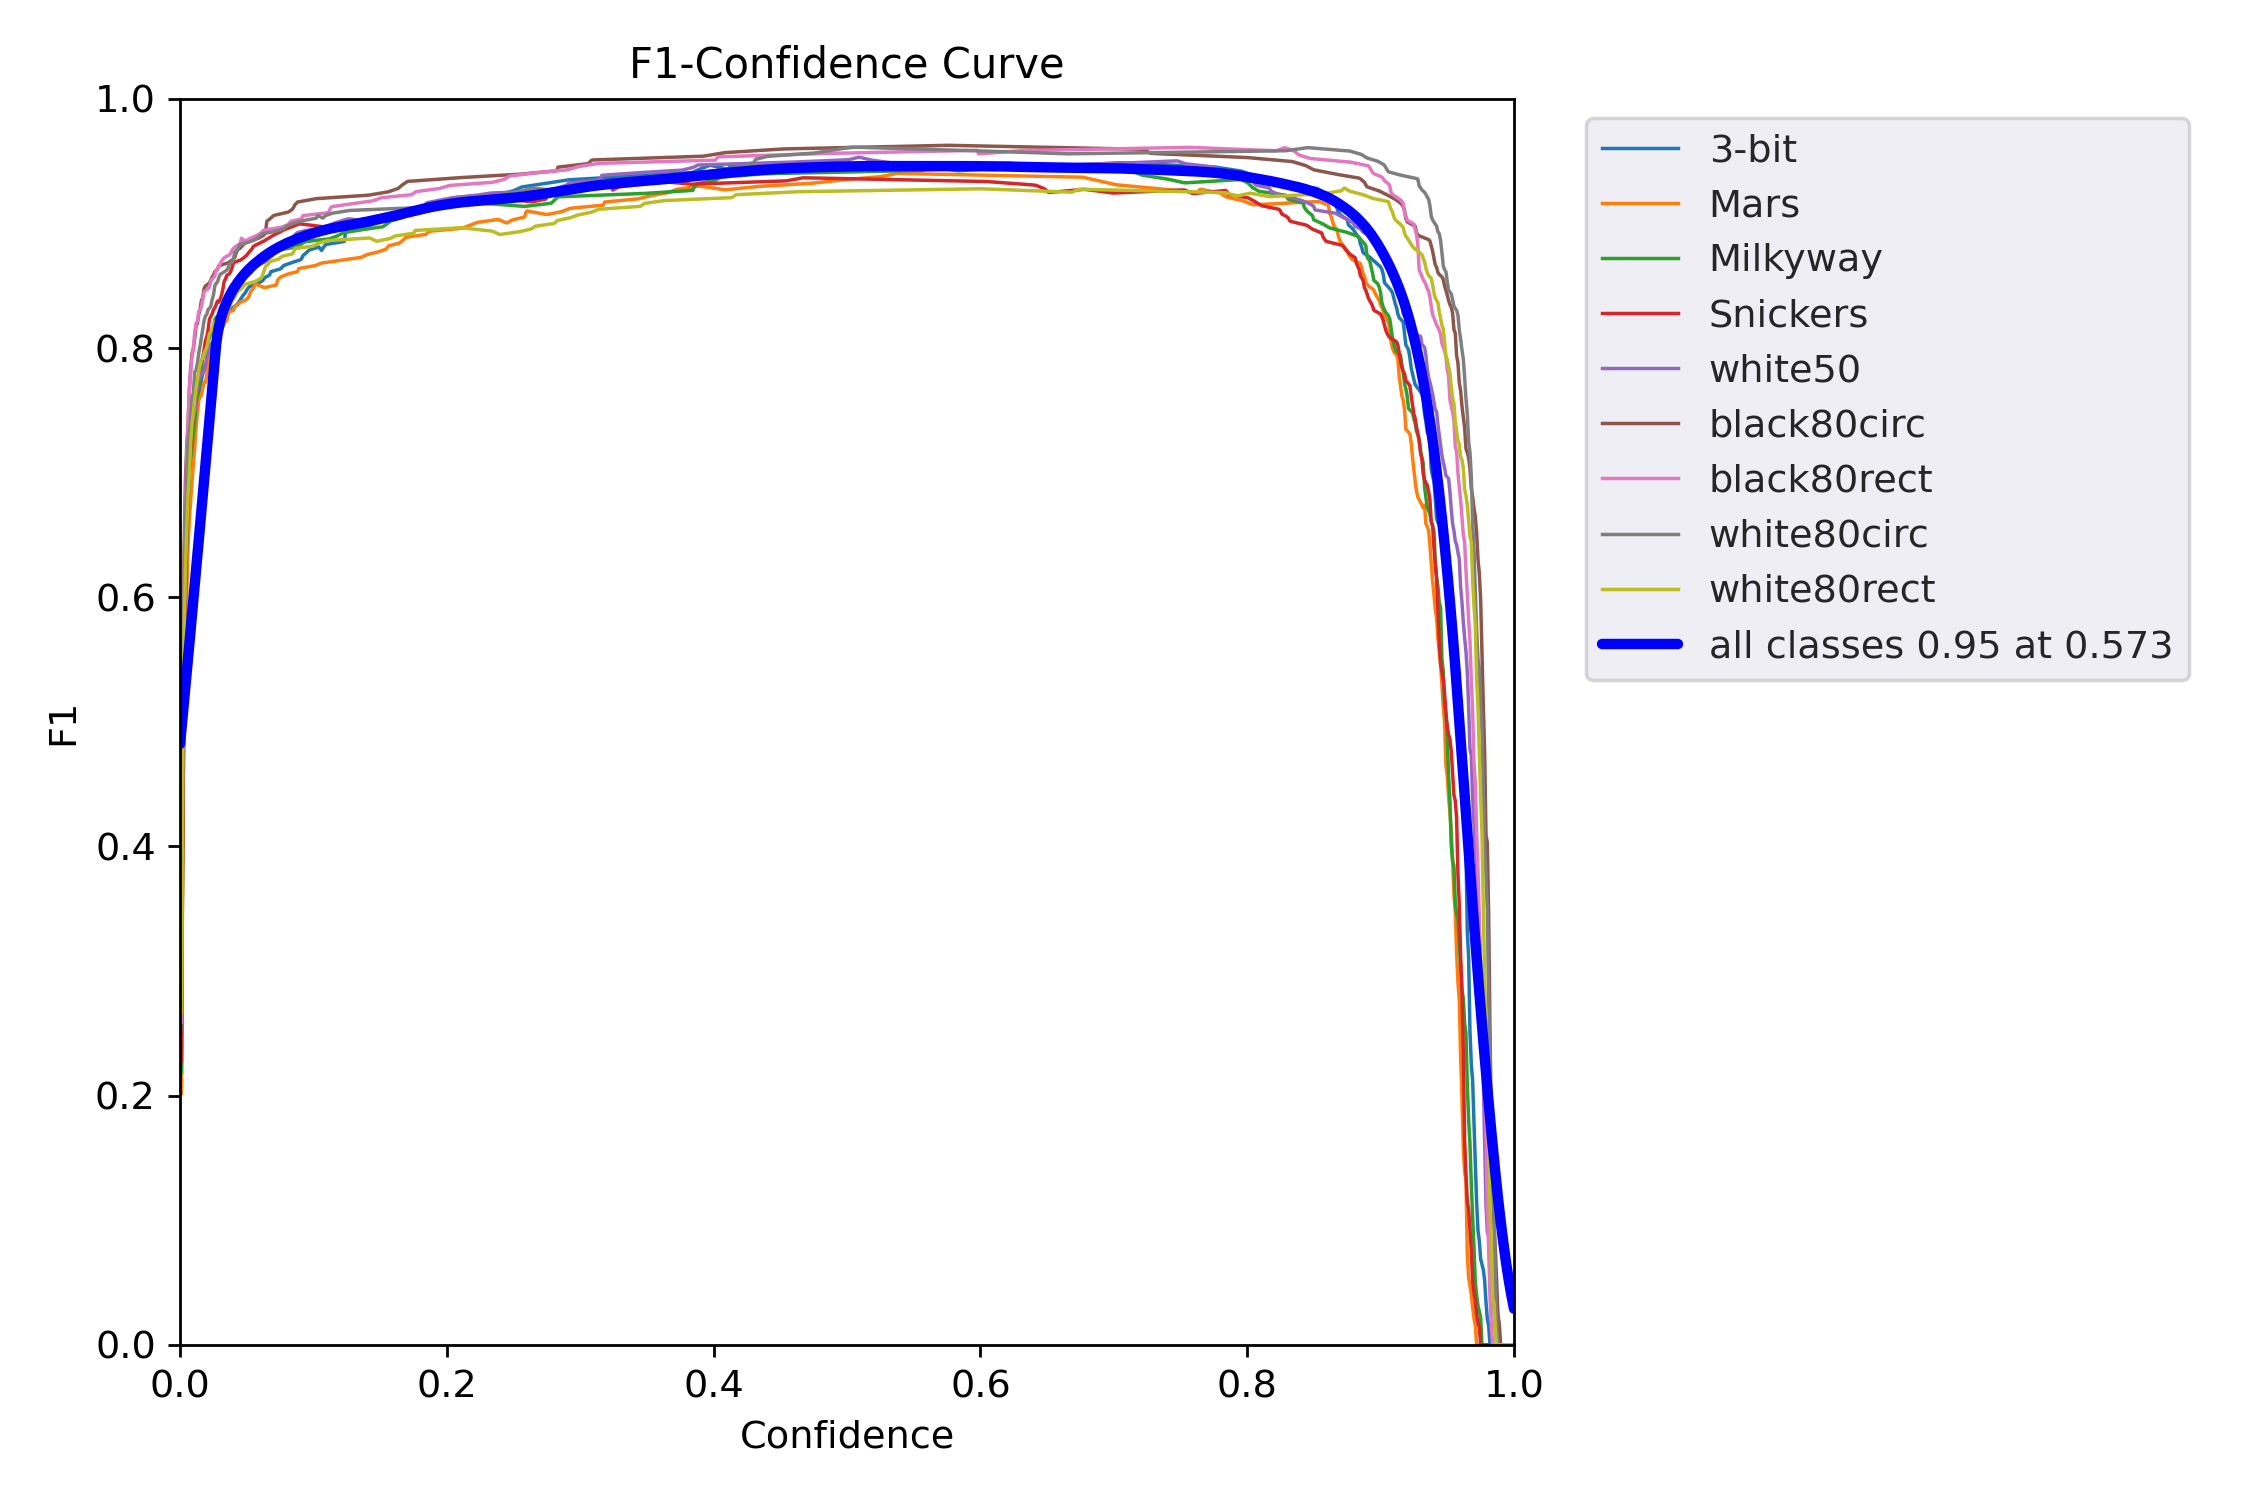 F1-Confidence Curve
1.0
0.8
0.6
0.4
0.2
0.0
F1
0.0 0.2 0.4 0.6 0.8 1.0
Confidence
3-bit
Mars
Milkyway
Snickers
white50
black80circ
black80rect
white80circ
white80rect
all classes 0.95 at 0.573